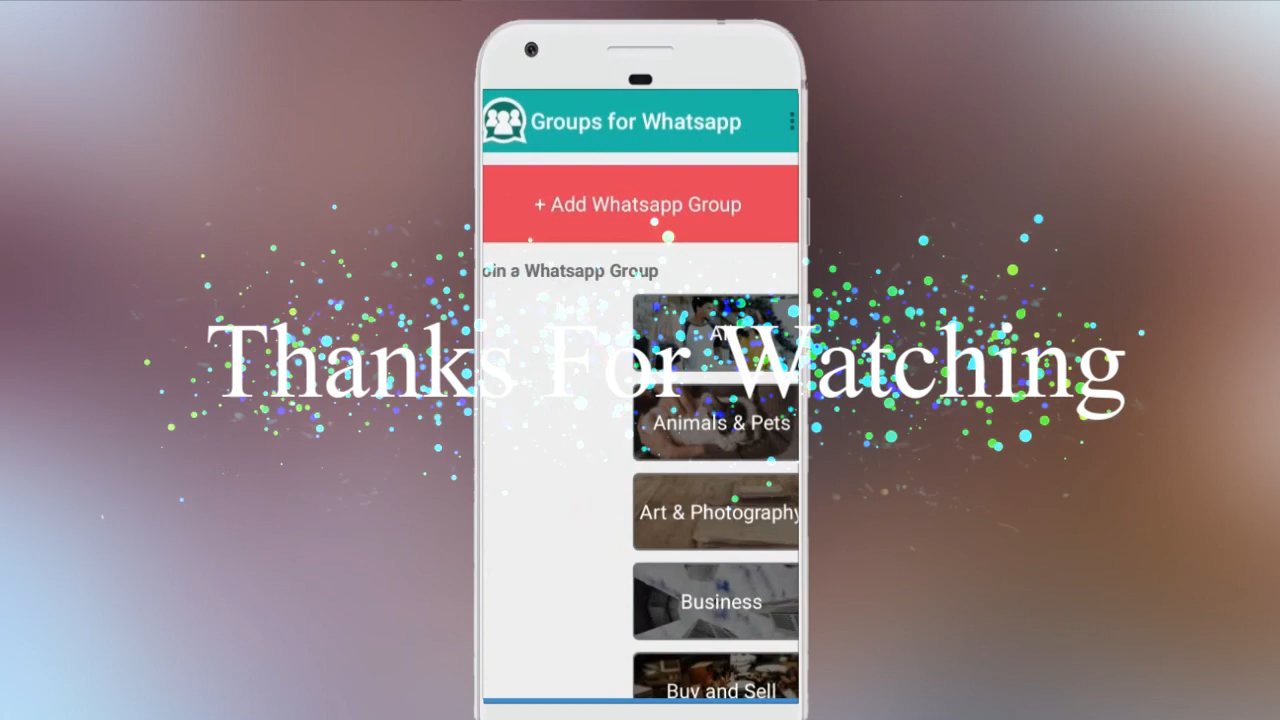 Groups for Whatsapp
+ Add Whatsapp Group
oin a Whatsapp Group
Thanks For Watching
Animals & Pets
Art & Photography
Business
Buy and Sell